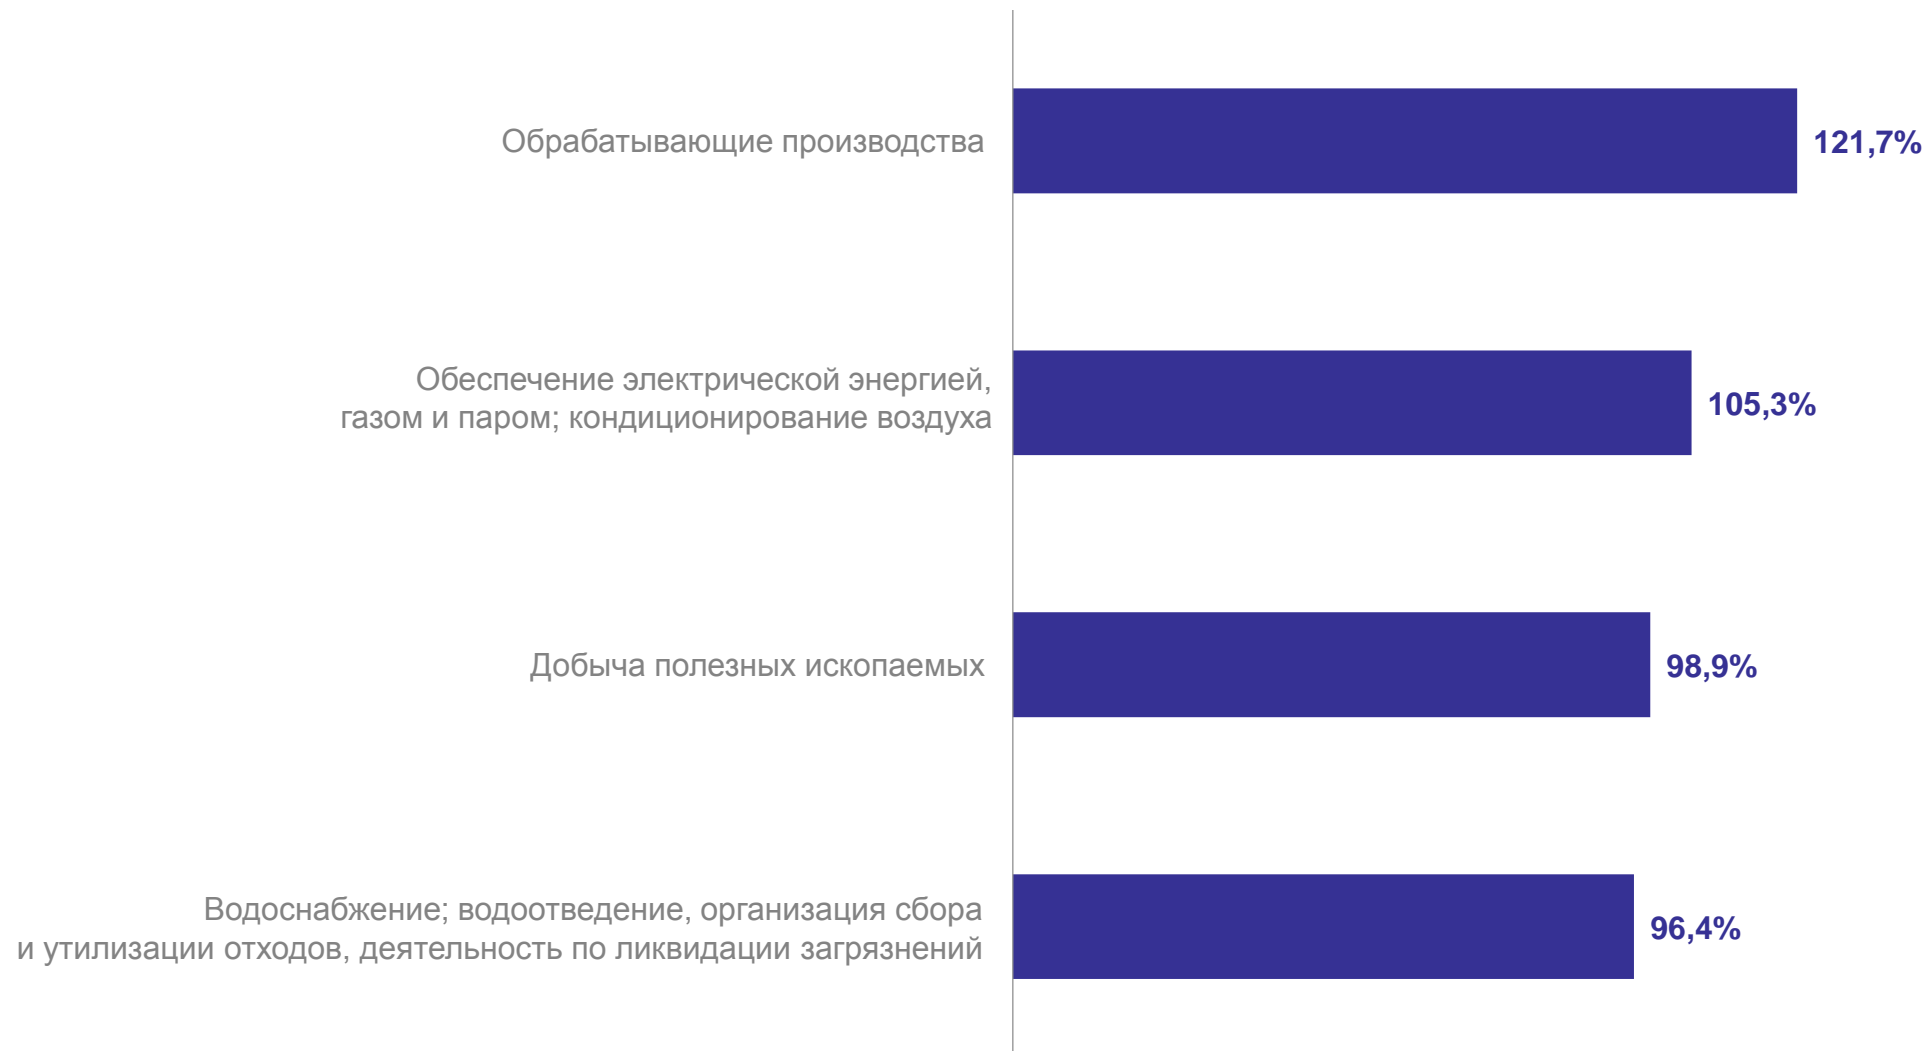 Обрабатывающие производства
121,7%
Обеспечение электрической энергией,
газом и паром; кондиционирование воздуха
105,3%
Добыча полезных ископаемых
98,9%
Водоснабжение; водоотведение, организация сбора
и утилизации отходов, деятельность по ликвидации загрязнений
96,4%